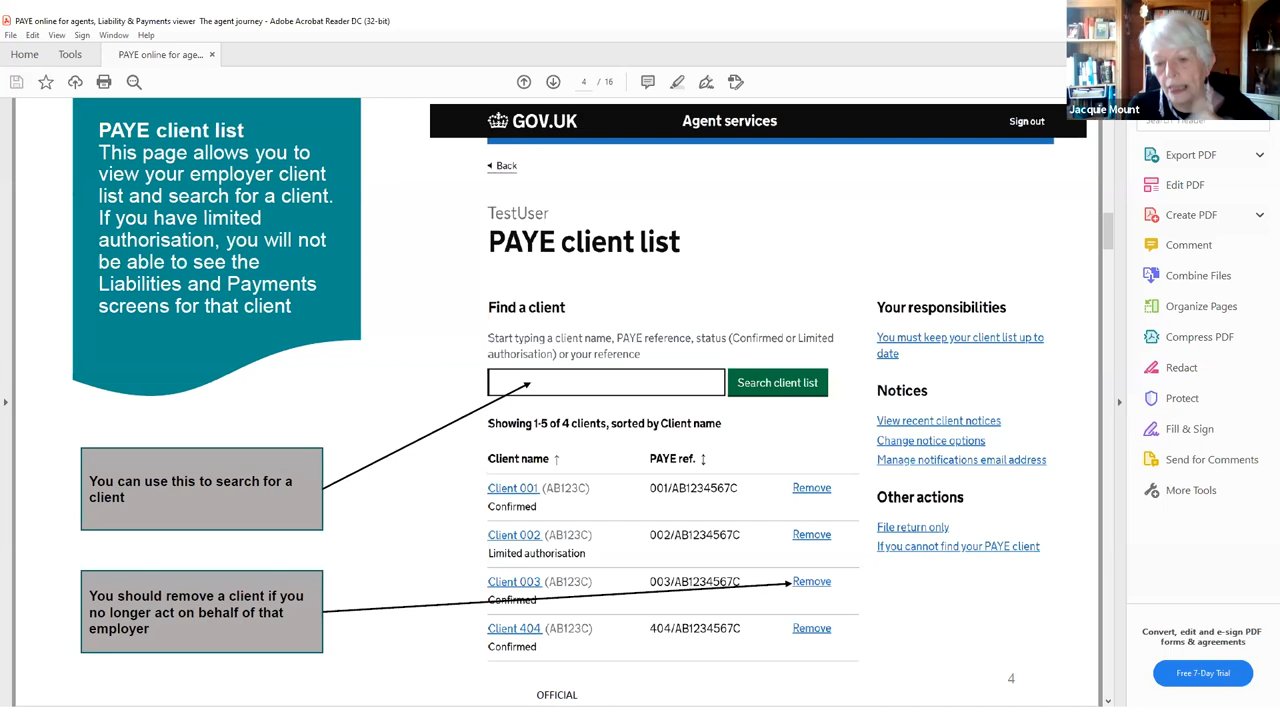 PAYE online for agents, Liability & Payments viewer The agent journey - Adobe Acrobat Reader DC (32-bit)
File Edit View Sign Window Help
Home Tools PAYE online for age... ×
4 / 16
Jacquie Mount
PAYE client list
This page allows you to
view your employer client
list and search for a client.
If you have limited
authorisation, you will not
be able to see the
Liabilities and Payments
screens for that client
You can use this to search for a
client
You should remove a client if you
no longer act on behalf of that
employer
GOV.UK Agent services Sign out
Back
TestUser
PAYE client list
Find a client
Start typing a client name, PAYE reference, status (Confirmed or Limited
authorisation) or your reference
Search client list
Showing 1-5 of 4 clients, sorted by Client name
Client name ↑ PAYE ref. ↕
Client 001 (AB123C) 001/AB1234567C Remove
Confirmed
Client 002 (AB123C) 002/AB1234567C Remove
Limited authorisation
Client 003 (AB123C) 003/AB1234567C Remove
Confirmed
Client 404 (AB123C) 404/AB1234567C Remove
Confirmed
Your responsibilities
You must keep your client list up to
date
Notices
View recent client notices
Change notice options
Manage notifications email address
Other actions
File return only
If you cannot find your PAYE client
4
OFFICIAL
Export PDF
Edit PDF
Create PDF
Comment
Combine Files
Organize Pages
Compress PDF
Redact
Protect
Fill & Sign
Send for Comments
More Tools
Convert, edit and e-sign PDF
forms & agreements
Free 7-Day Trial